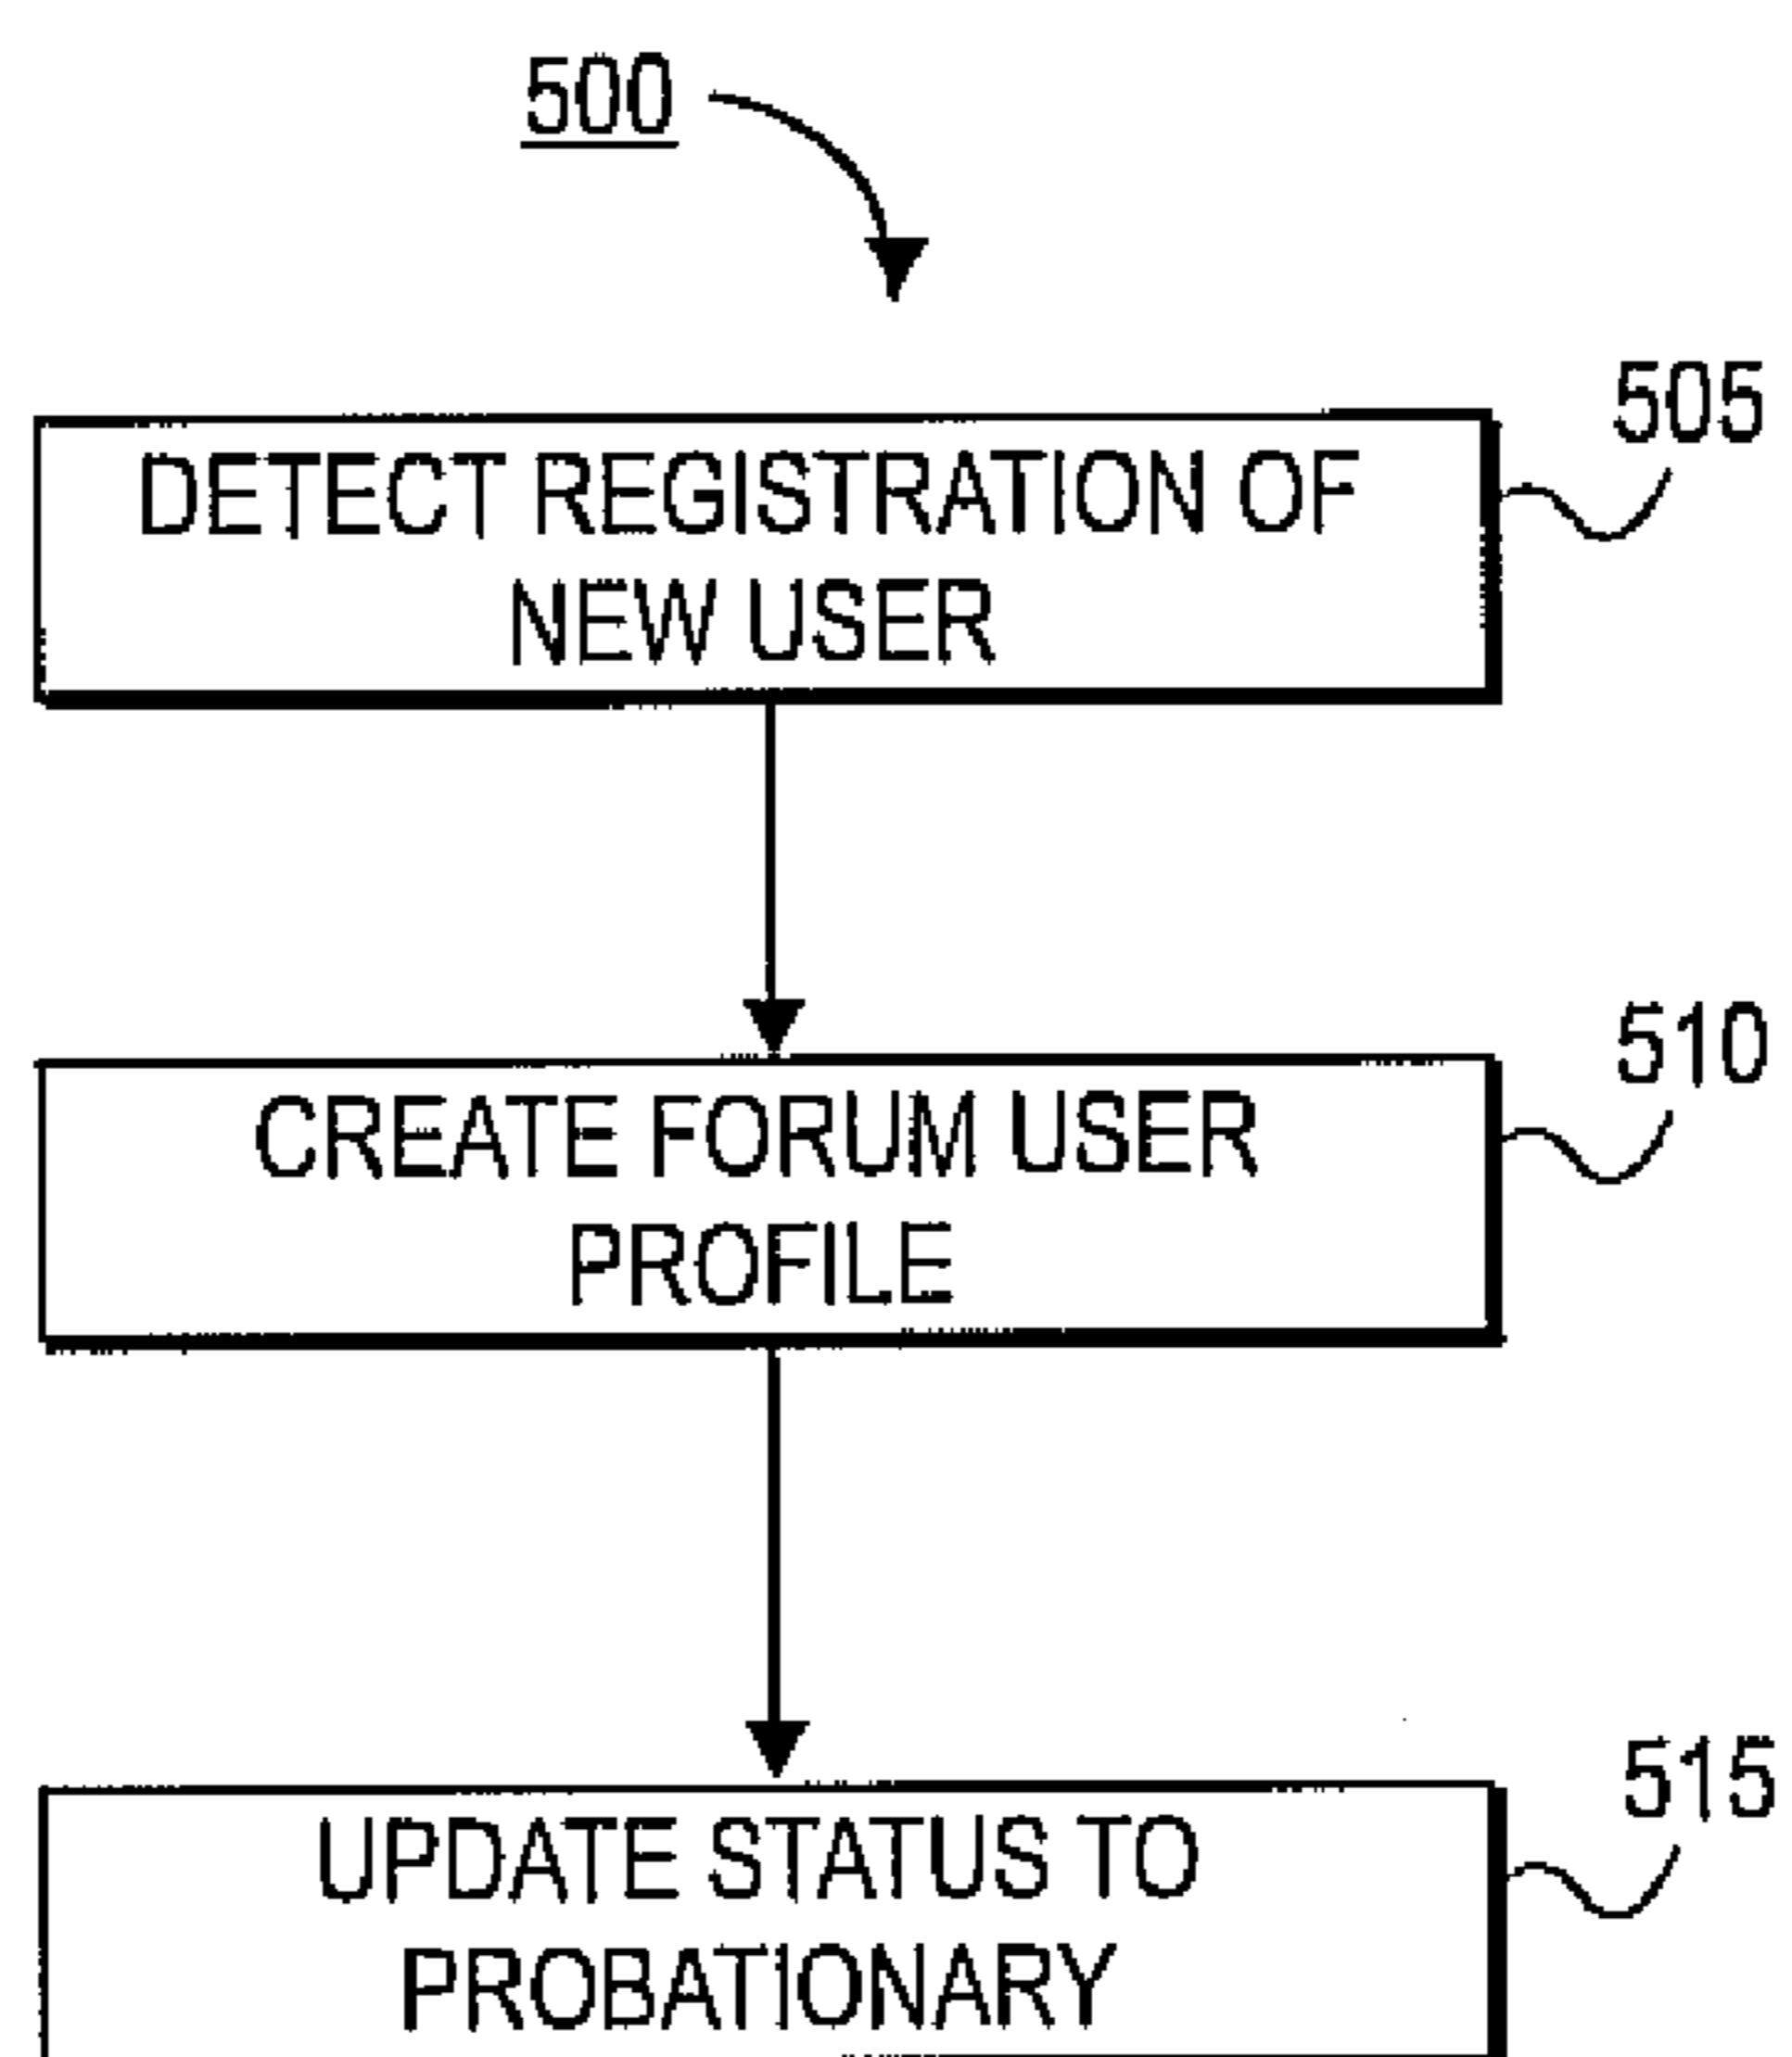 500
505
DETECT REGISTRATION OF
NEW USER
510
CREATE FORUM USER
PROFILE
515
UPDATE STATUS TO
PROBATIONARY